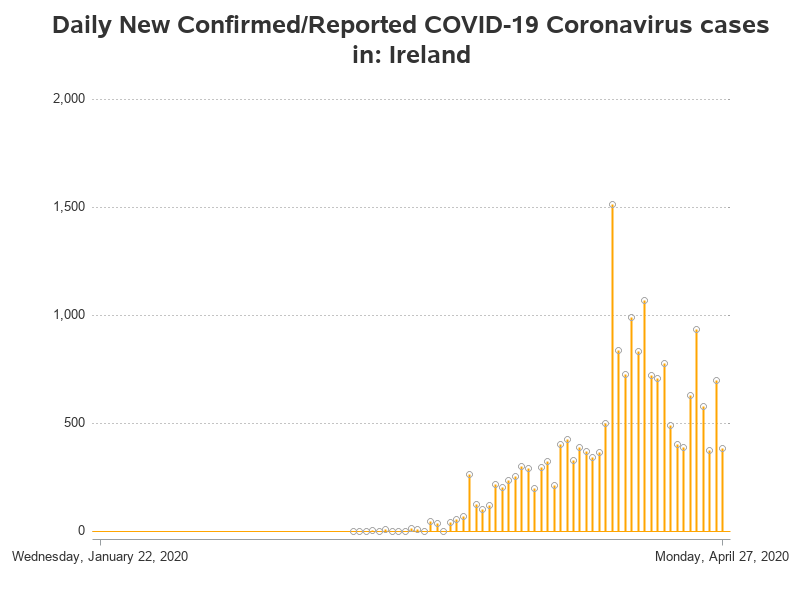 Daily New Confirmed/Reported COVID-19 Coronavirus cases
in: Ireland
2,000
1,500
1,000
500
0
Wednesday, January 22, 2020
Monday, April 27, 2020